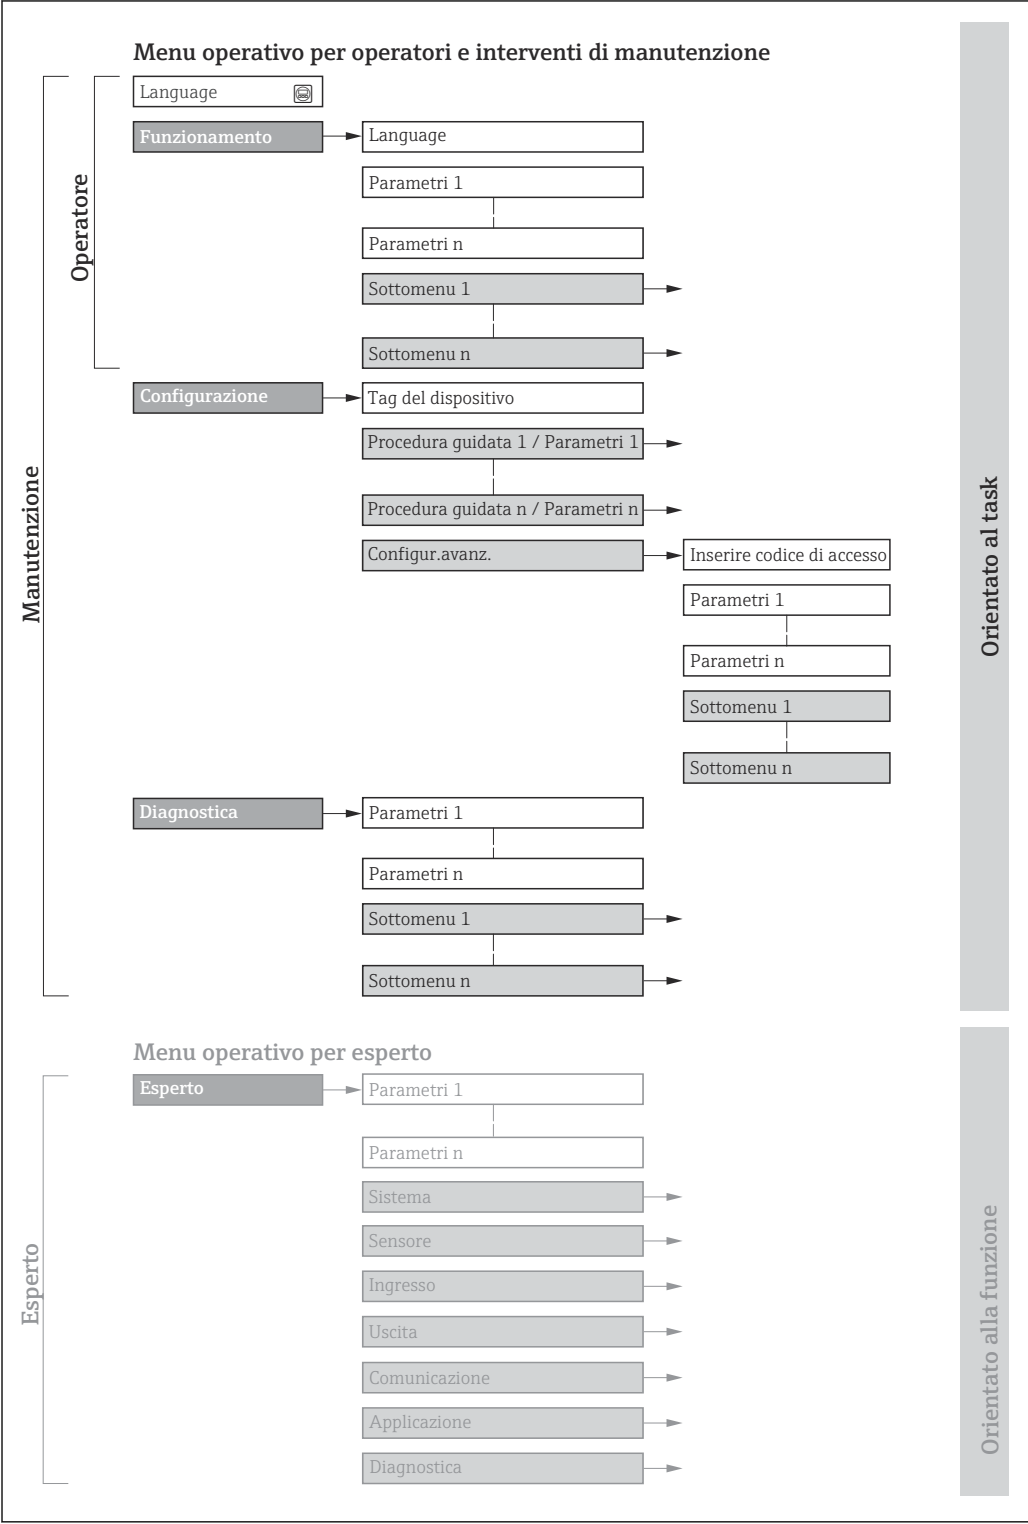 Menu operativo per operatori e interventi di manutenzione
Manutenzione
Operatore
Language
Funzionamento
Language
Parametri 1
Parametri n
Sottomenu 1
Sottomenu n
Configurazione
Tag del dispositivo
Procedura guidata 1 / Parametri 1
Procedura guidata n / Parametri n
Configur.avanz.
Inserire codice di accesso
Parametri 1
Parametri n
Sottomenu 1
Sottomenu n
Diagnostica
Parametri 1
Parametri n
Sottomenu 1
Sottomenu n
Orientato al task
Menu operativo per esperto
Esperto
Esperto
Parametri 1
Parametri n
Sistema
Sensore
Ingresso
Uscita
Comunicazione
Applicazione
Diagnostica
Orientato alla funzione